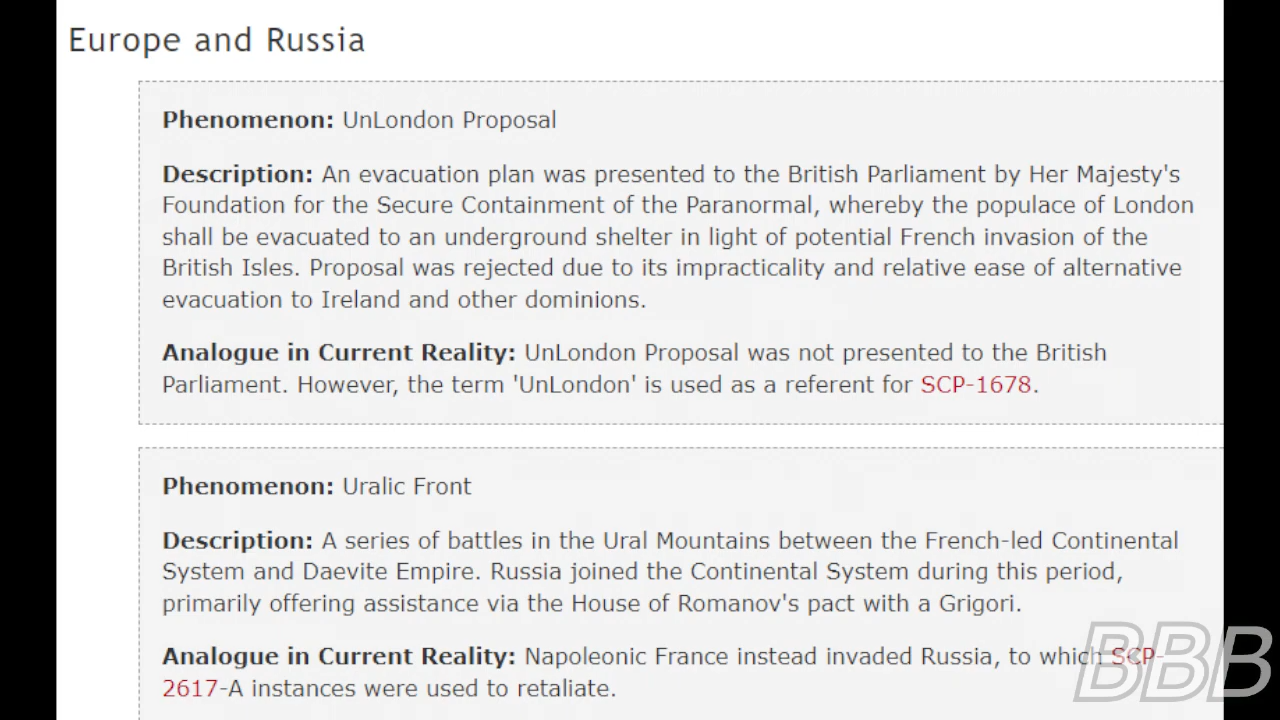 Europe and Russia
Phenomenon: UnLondon Proposal
Description: An evacuation plan was presented to the British Parliament by Her Majesty's
Foundation for the Secure Containment of the Paranormal, whereby the populace of London
shall be evacuated to an underground shelter in light of potential French invasion of the
British Isles. Proposal was rejected due to its impracticality and relative ease of alternative
evacuation to Ireland and other dominions.
Analogue in Current Reality: UnLondon Proposal was not presented to the British
Parliament. However, the term 'UnLondon' is used as a referent for SCP-1678.
Phenomenon: Uralic Front
Description: A series of battles in the Ural Mountains between the French-led Continental
System and Daevite Empire. Russia joined the Continental System during this period,
primarily offering assistance via the House of Romanov's pact with a Grigori.
Analogue in Current Reality: Napoleonic France instead invaded Russia, to which SCP-
2617-A instances were used to retaliate.
BBB